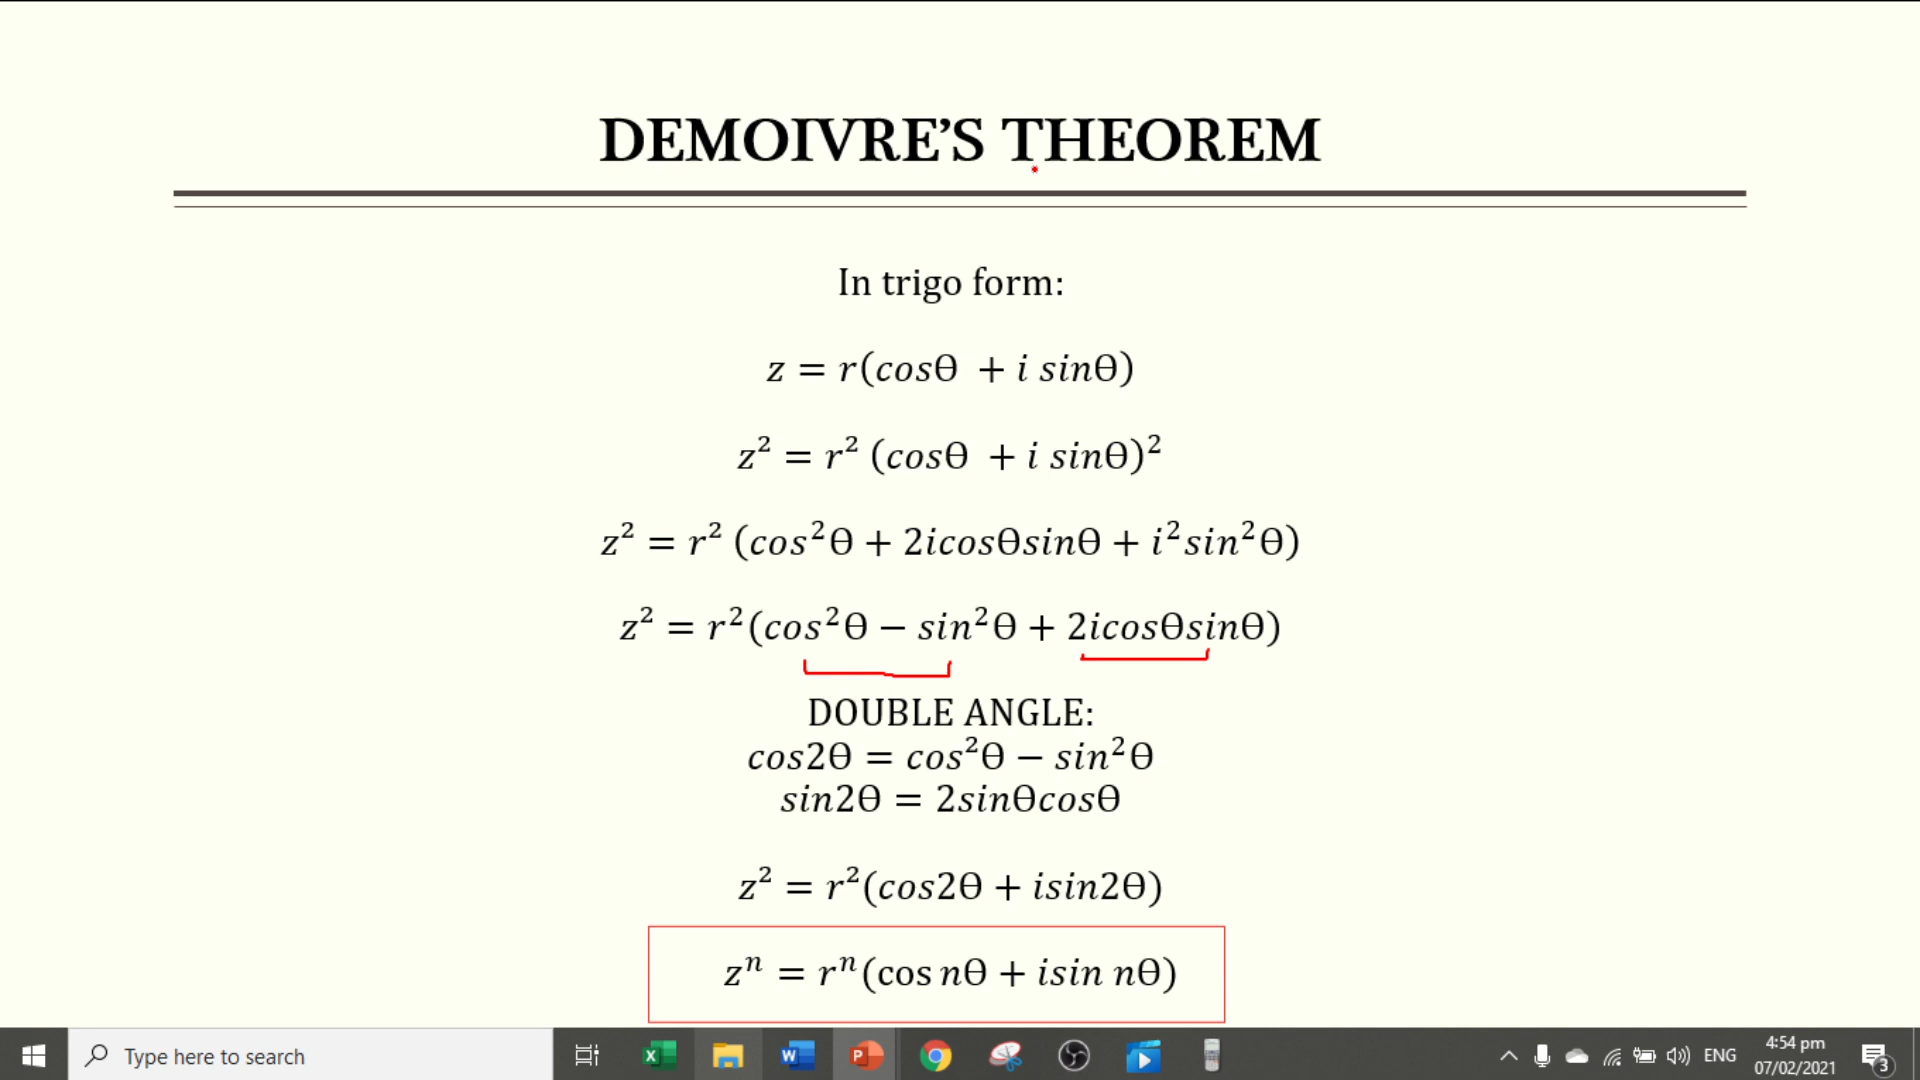 DEMOIVRE’S THEOREM
In trigo form:
z = r(cosΘ + i sinΘ)
z² = r² (cosΘ + i sinΘ)²
z² = r² (cos²Θ + 2icosΘsinΘ + i²sin²Θ)
z² = r²(cos²Θ − sin²Θ + 2icosΘsinΘ)
DOUBLE ANGLE:
cos2Θ = cos²Θ − sin²Θ
sin2Θ = 2sinΘcosΘ
z² = r²(cos2Θ + isin2Θ)
zⁿ = rⁿ(cos nΘ + isin nΘ)
Type here to search
ENG
4:54 pm
07/02/2021
3